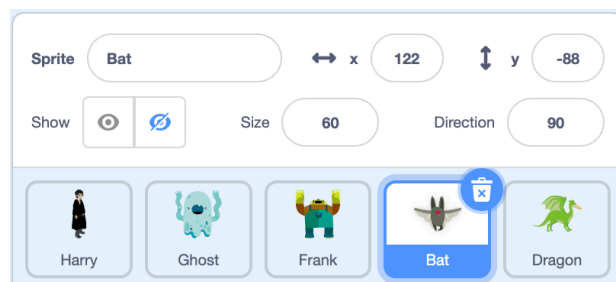 Sprite Bat x 122 y -88
Show Size 60 Direction 90
Harry Ghost Frank Bat Dragon